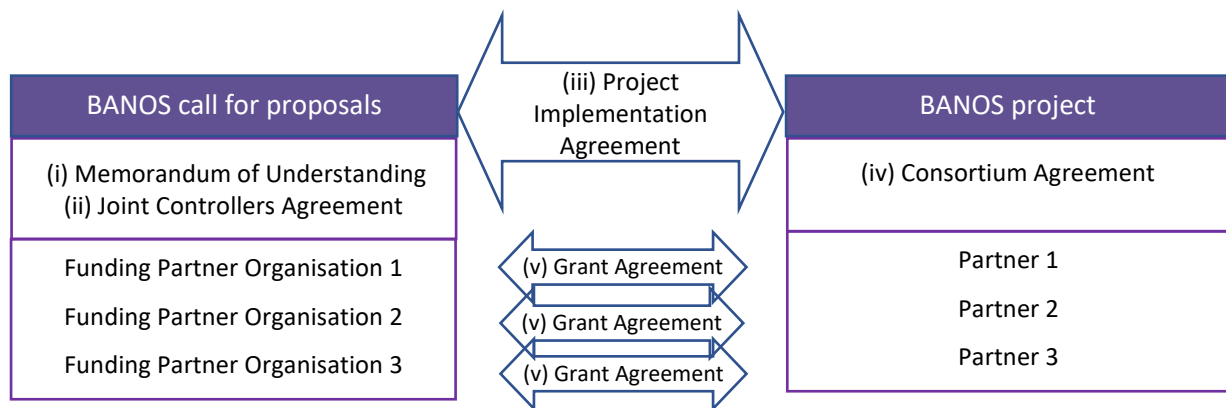 BANOS call for proposals
(i) Memorandum of Understanding
(ii) Joint Controllers Agreement
Funding Partner Organisation 1
Funding Partner Organisation 2
Funding Partner Organisation 3
(iii) Project
Implementation
Agreement
(v) Grant Agreement
(v) Grant Agreement
(v) Grant Agreement
BANOS project
(iv) Consortium Agreement
Partner 1
Partner 2
Partner 3